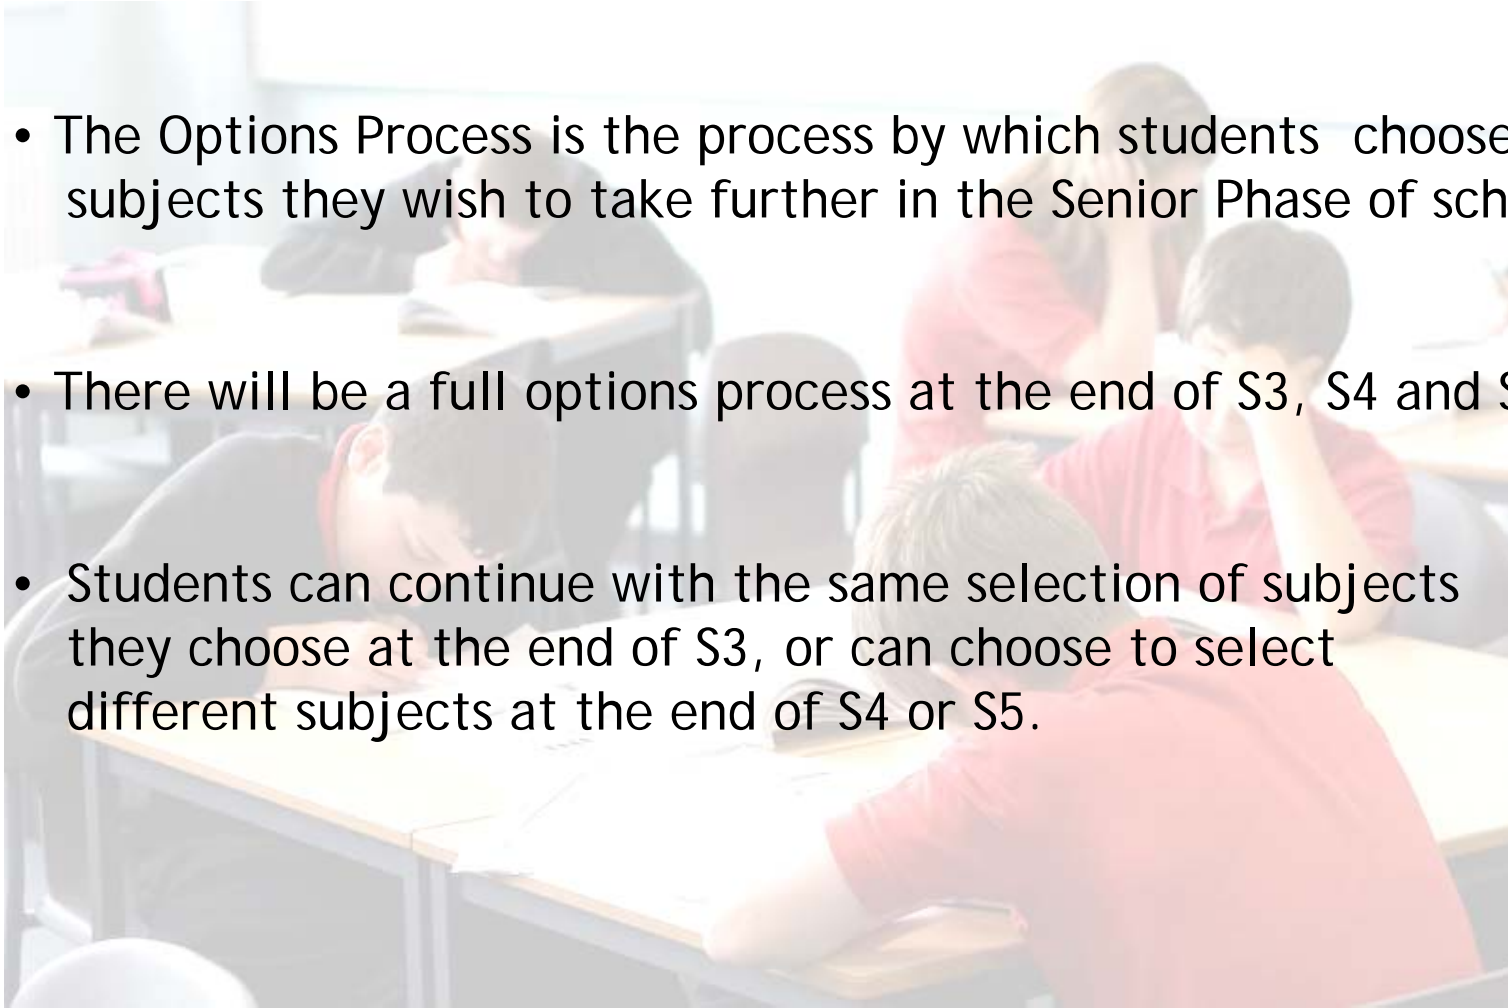 • The Options Process is the process by which students choose
subjects they wish to take further in the Senior Phase of sch
• There will be a full options process at the end of S3, S4 and S
• Students can continue with the same selection of subjects
they choose at the end of S3, or can choose to select
different subjects at the end of S4 or S5.